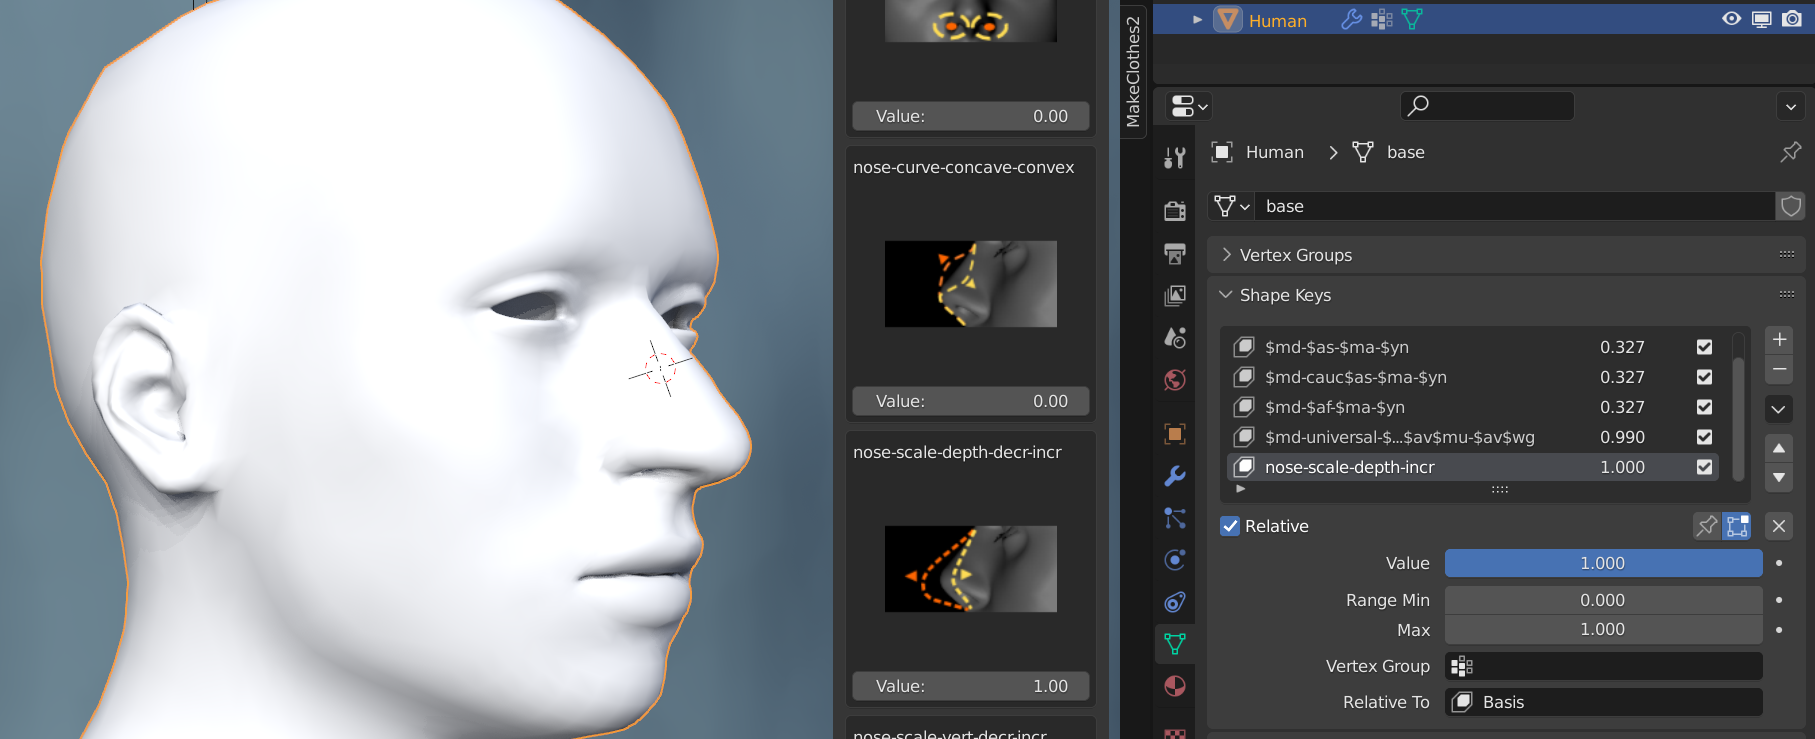 Value: 0.00
nose-curve-concave-convex
Value: 0.00
nose-scale-depth-decr-incr
Value: 1.00
nose-scale-vert-decr-incr
MakeClothes2
Human
Human > base
base
Vertex Groups
Shape Keys
$md-$as-$ma-$yn 0.327
$md-cauc$as-$ma-$yn 0.327
$md-$af-$ma-$yn 0.327
$md-universal-$...$av$mu-$av$wg 0.990
nose-scale-depth-incr 1.000
Relative
Value 1.000
Range Min 0.000
Max 1.000
Vertex Group
Relative To Basis